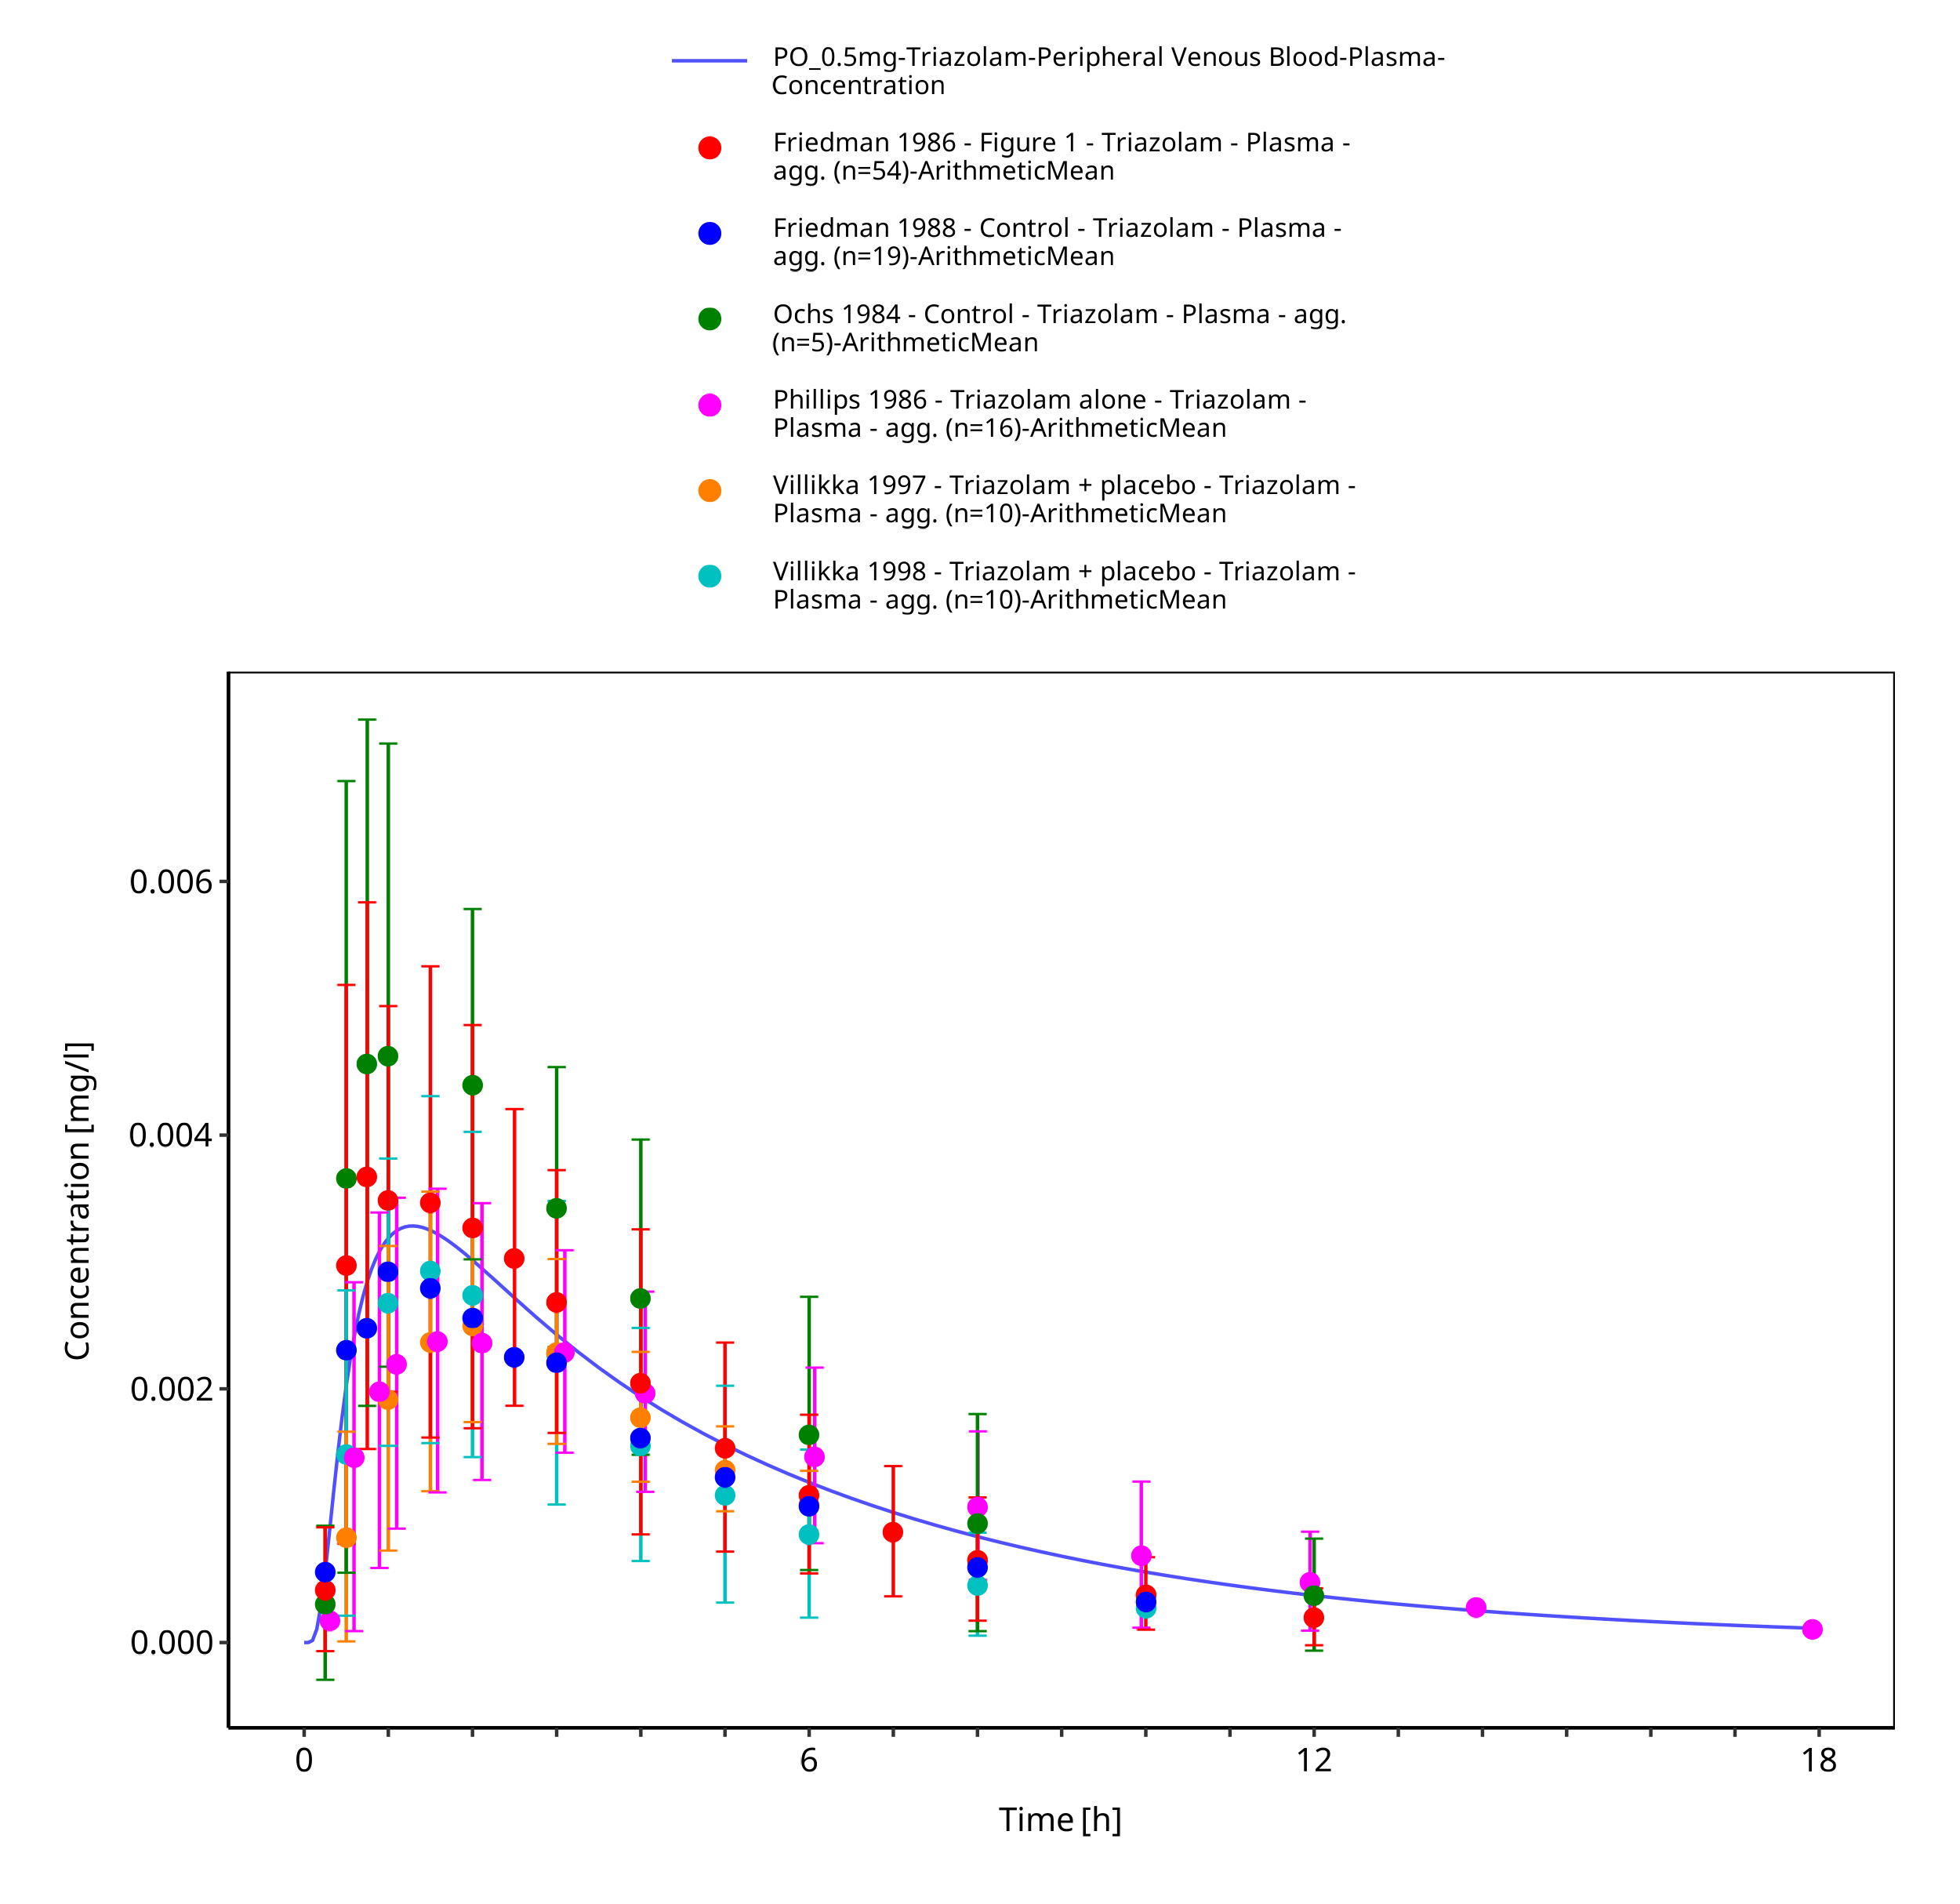 PO_0.5mg-Triazolam-Peripheral Venous Blood-Plasma-
Concentration
Friedman 1986 - Figure 1 - Triazolam - Plasma -
agg. (n=54)-ArithmeticMean
Friedman 1988 - Control - Triazolam - Plasma -
agg. (n=19)-ArithmeticMean
Ochs 1984 - Control - Triazolam - Plasma - agg.
(n=5)-ArithmeticMean
Phillips 1986 - Triazolam alone - Triazolam -
Plasma - agg. (n=16)-ArithmeticMean
Villikka 1997 - Triazolam + placebo - Triazolam -
Plasma - agg. (n=10)-ArithmeticMean
Villikka 1998 - Triazolam + placebo - Triazolam -
Plasma - agg. (n=10)-ArithmeticMean
Concentration [mg/l]
0.006
0.004
0.002
0.000
0 6 12 18
Time [h]